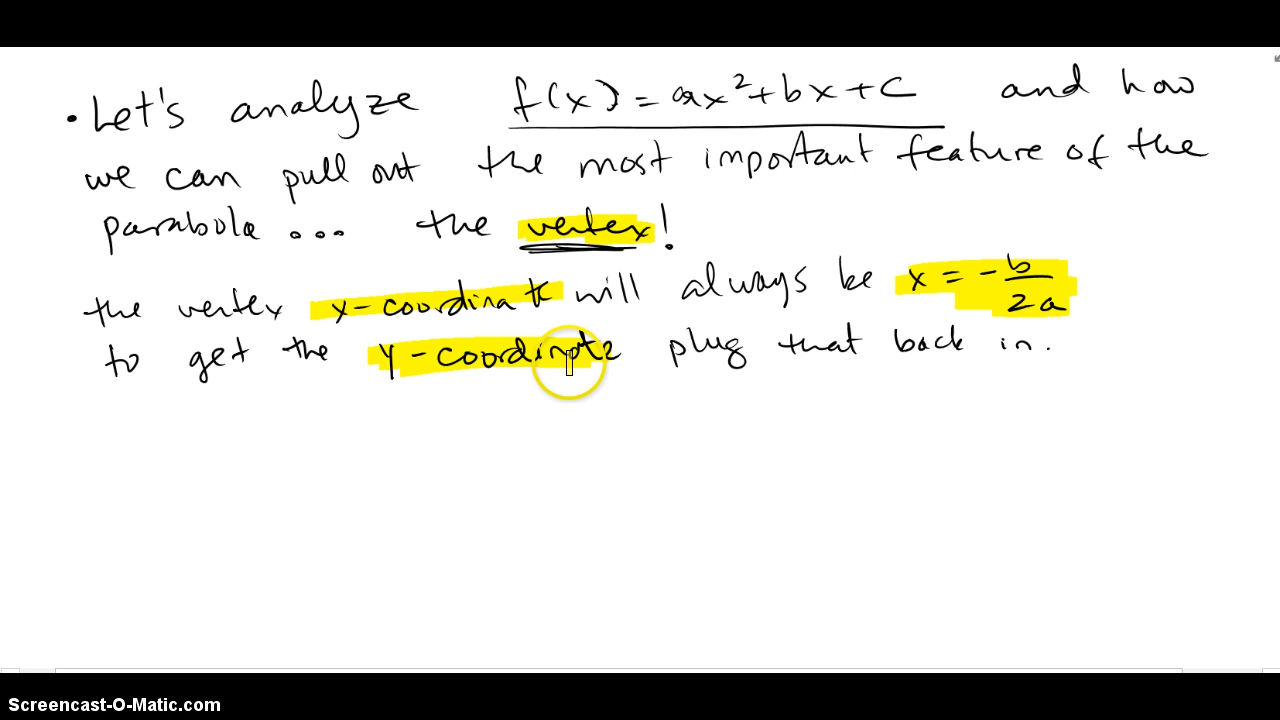 • Let's analyze f(x) = ax²+bx+c and how
we can pull out the most important feature of the
parabola... the vertex!
the vertex x-coordinate will always be x = -b/2a
to get the y-coordinate plug that back in.
Screencast-O-Matic.com